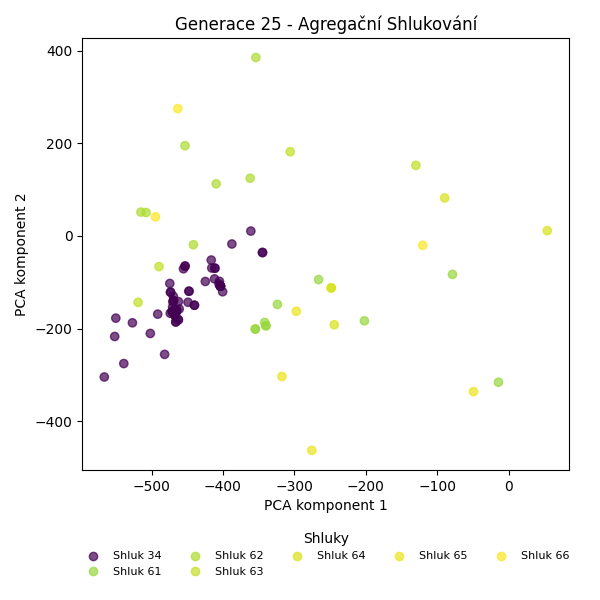 Generace 25 - Agregační Shlukování
PCA komponent 2
400
200
0
−200
−400
−500 −400 −300 −200 −100 0
PCA komponent 1
Shluky
Shluk 34 Shluk 62 Shluk 64 Shluk 65 Shluk 66
Shluk 61 Shluk 63